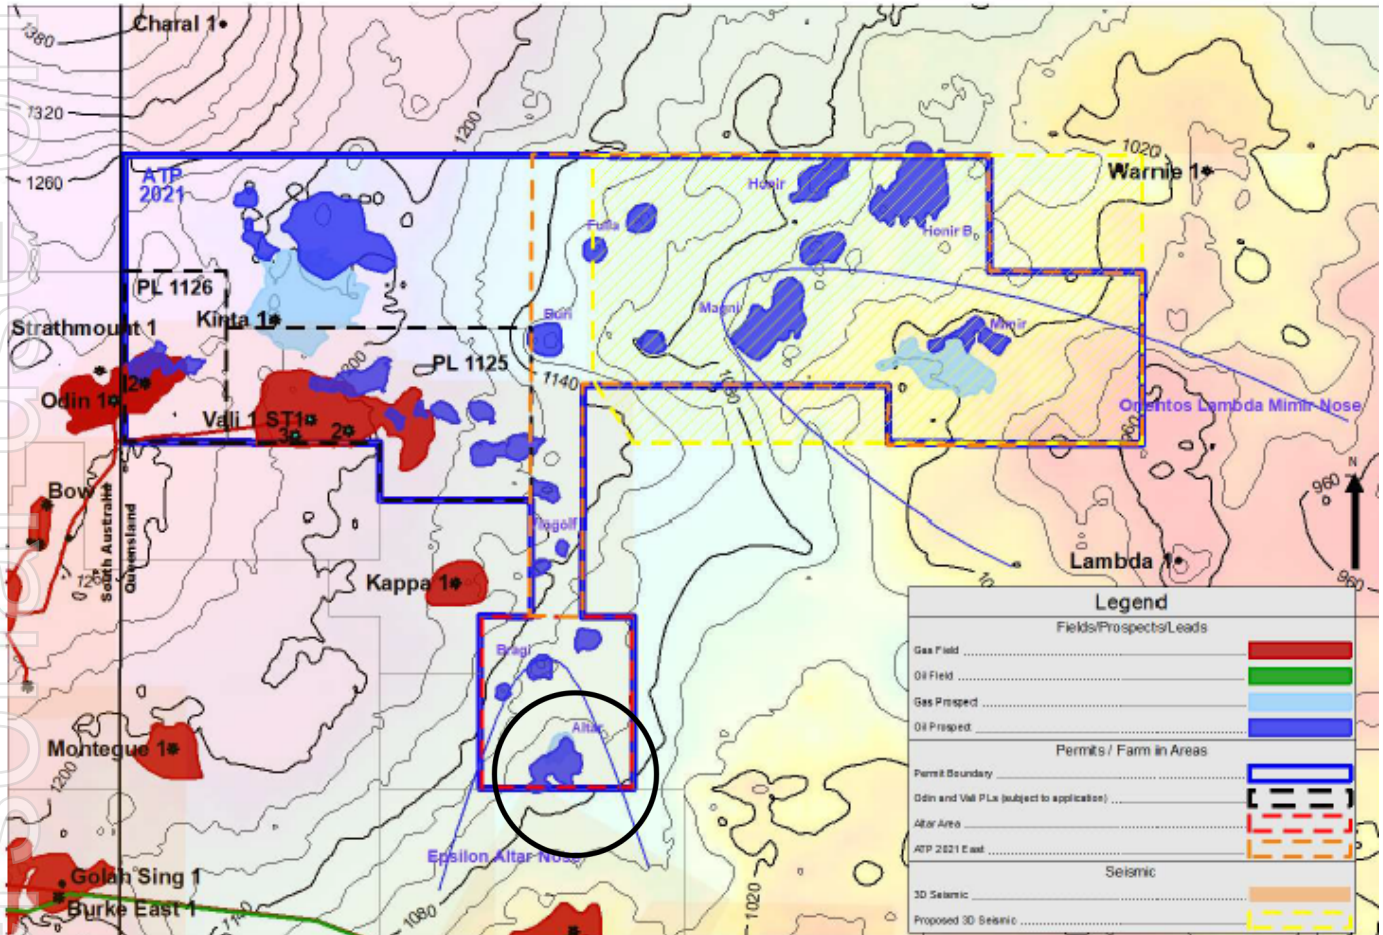 Charal 1
1380
1320
1260
1200
1020
Warnie 1
ATP
2021
Honir
Fulla
Honir B
PL 1126
Kinta 1
Strathmount 1
Buri
Magni
Mimir
PL 1125
1140
1080
Odin 1
2
Vali 1 ST1
3
2
Lambda Mimir Nose
Bow
South Australia
Queensland
N
960
960
Kappa 1
Lambda 1
Bragi
Altar
Montegue 1
1200
Epsilon Altar Nose
Golah Sing 1
Burke East 1
1140
1080
1020
Legend
Fields/Prospects/Leads
Gas Field
Oil Field
Gas Prospect
Oil Prospect
Permits / Farm in Areas
Permit Boundary
Odin and Vali PLs (subject to application)
Altar Area
ATP 2021 East
Seismic
3D Seismic
Proposed 3D Seismic